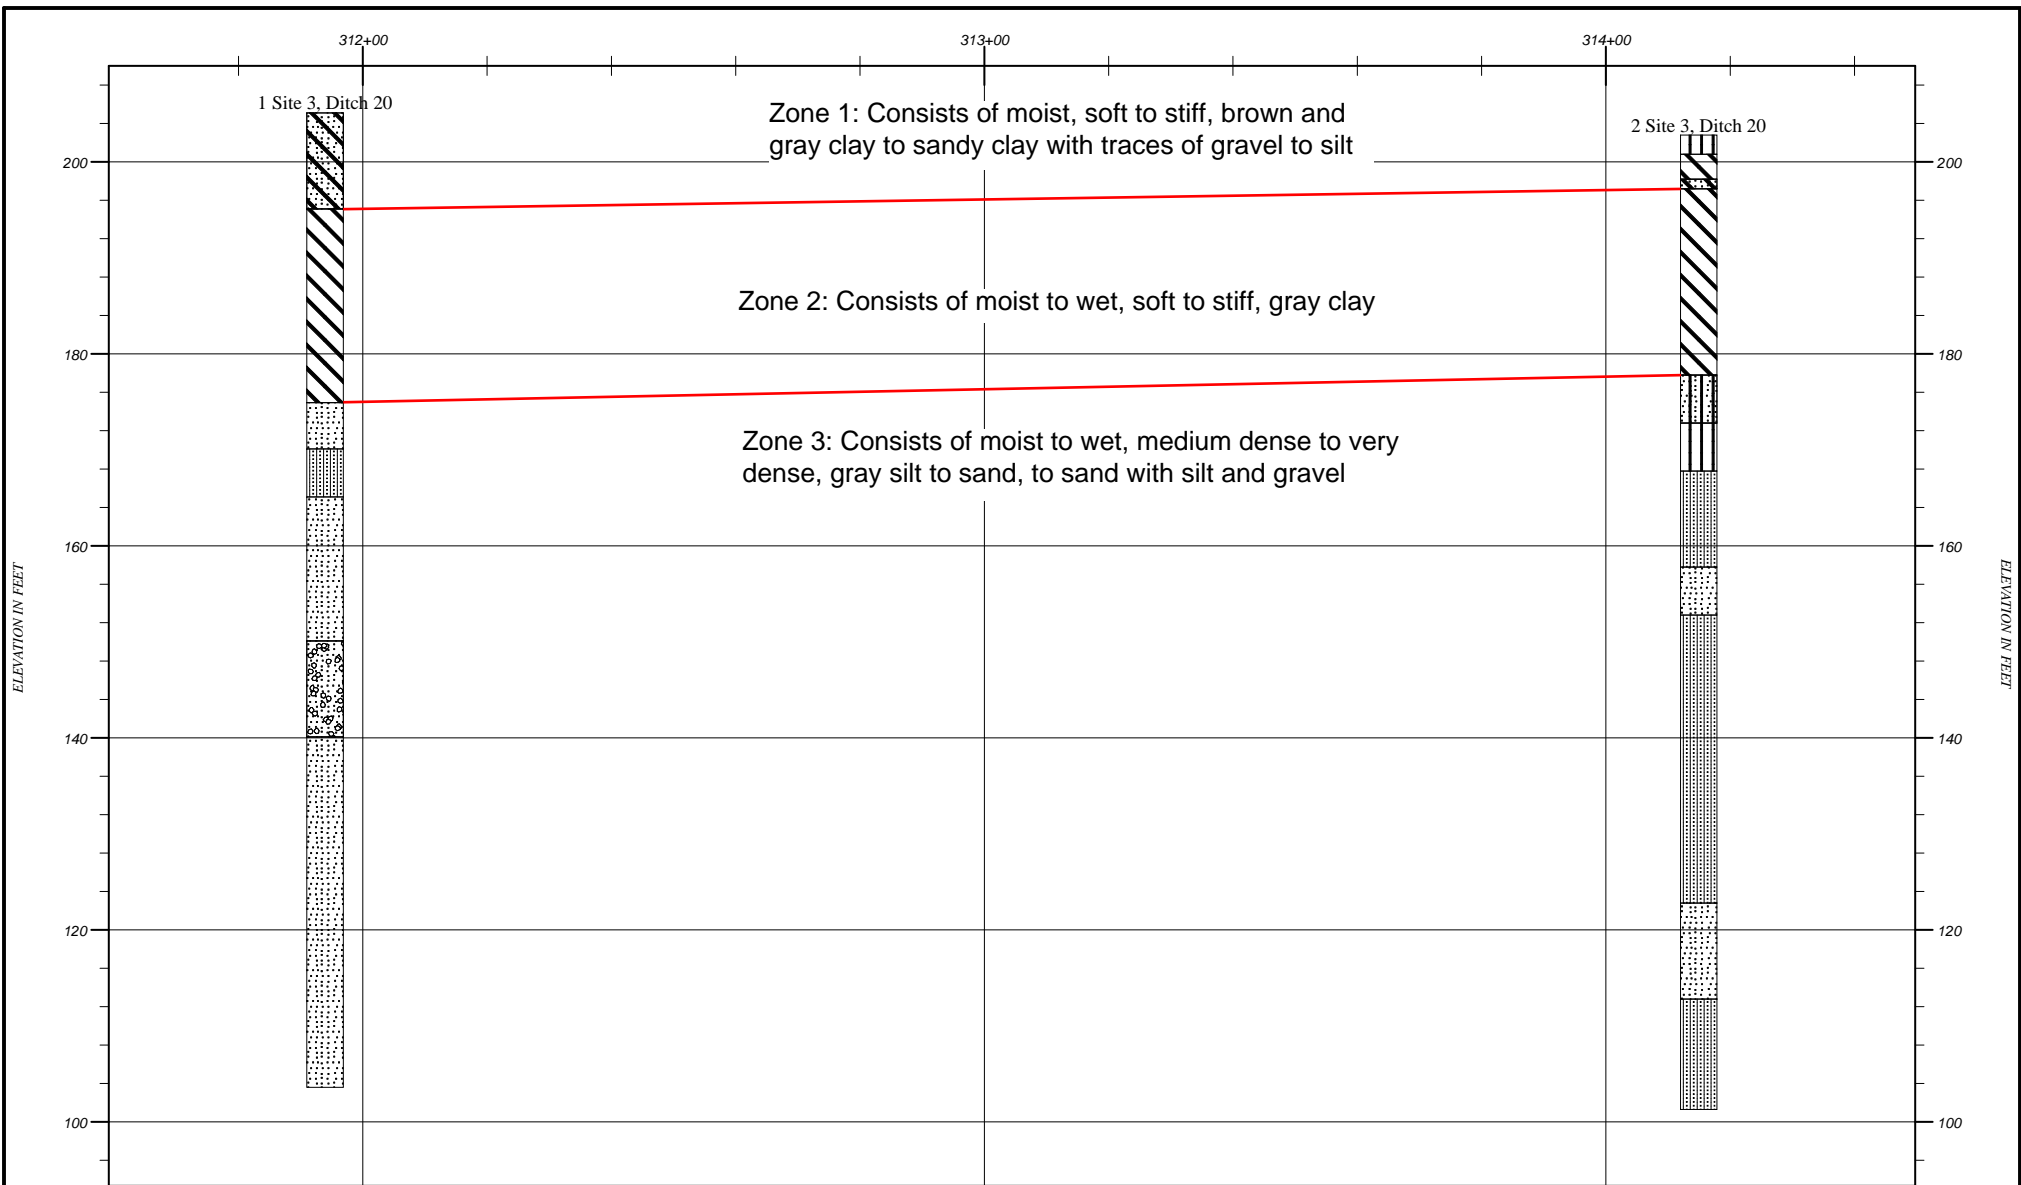 312+00
313+00
314+00
1 Site 3, Ditch 20
2 Site 3, Ditch 20
Zone 1: Consists of moist, soft to stiff, brown and
gray clay to sandy clay with traces of gravel to silt
200
200
Zone 2: Consists of moist to wet, soft to stiff, gray clay
180
180
Zone 3: Consists of moist to wet, medium dense to very
dense, gray silt to sand, to sand with silt and gravel
160
160
ELEVATION IN FEET
ELEVATION IN FEET
140
140
120
120
100
100